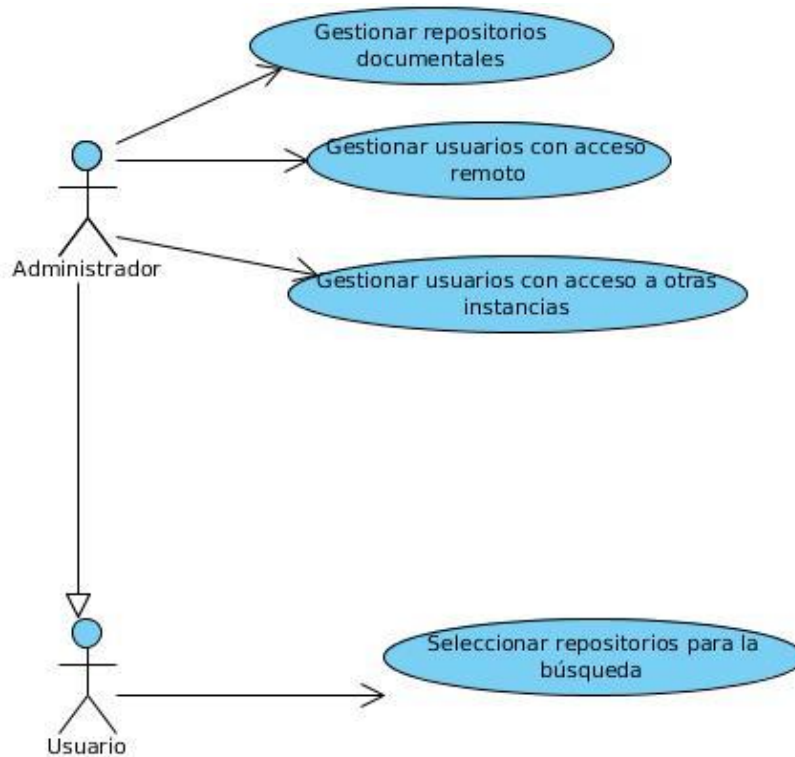 Gestionar repositorios
documentales
Gestionar usuarios con acceso
remoto
Administrador
Gestionar usuarios con acceso a otras
instancias
Seleccionar repositorios para la
búsqueda
Usuario